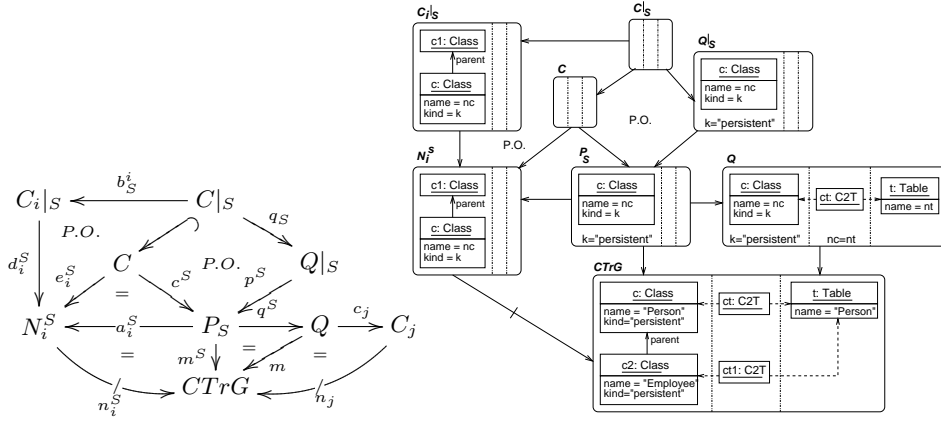 C_i|_S
b^i_S
C|_S
P.O.
q_S
d^S_i
C
P.O.
Q|_S
e^S_i
=
c^S
p^S
N^S_i
a^S_i
P_S
q^S
Q
c_j
C_j
=
m^S
=
m
=
n^S_i
CTrG
n_j
C_i|_S
c1: Class
parent
c: Class
name = nc
kind = k
C|_S
Q|_S
c: Class
name = nc
kind = k
k="persistent"
C
P.O.
P.O.
N_i^S
c1: Class
parent
c: Class
name = nc
kind = k
P_S
c: Class
name = nc
kind = k
k="persistent"
Q
c: Class
name = nc
kind = k
k="persistent"
ct: C2T
nc=nt
t: Table
name = nt
CTrG
c: Class
name = "Person"
kind="persistent"
ct: C2T
t: Table
name = "Person"
parent
c2: Class
name = "Employee"
kind="persistent"
ct1: C2T